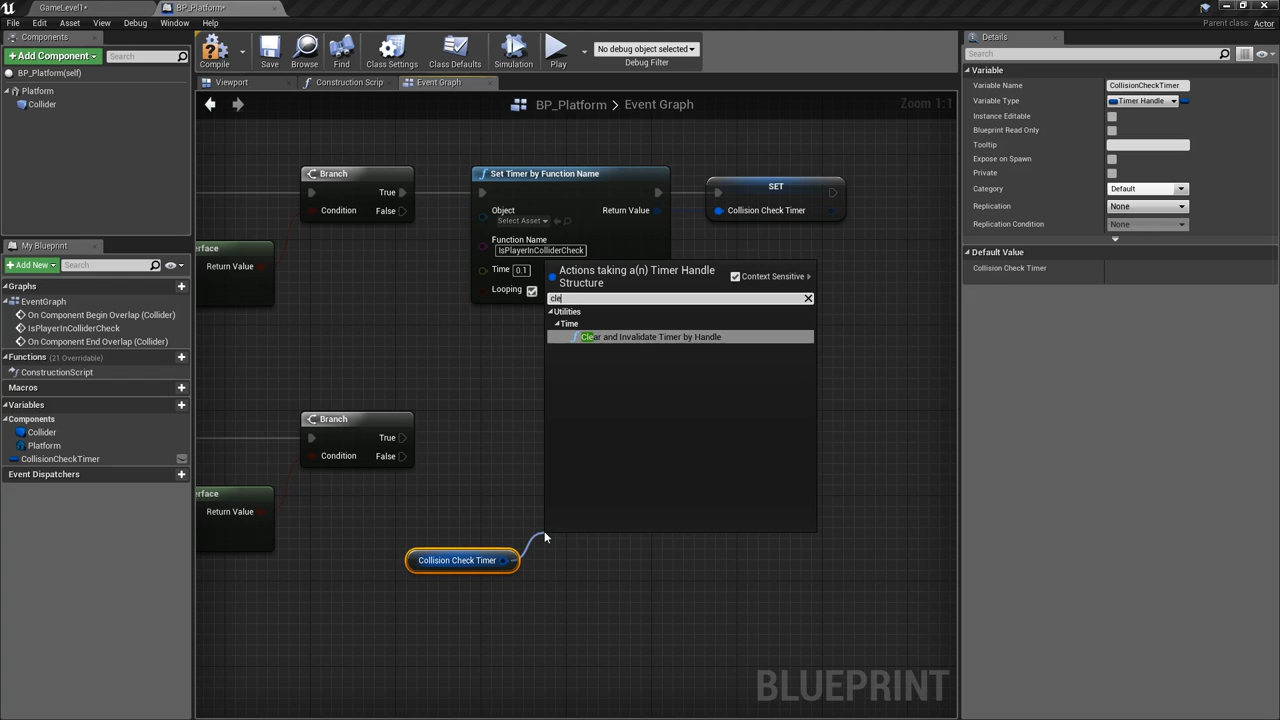 GameLevel1*
BP_Platform*
File Edit Asset View Debug Window Help
Parent class: Actor
Components
+ Add Component
Search
BP_Platform(self)
Platform
Collider
Compile
Save
Browse
Find
Class Settings
Class Defaults
Simulation
Play
No debug object selected
Debug Filter
Viewport
Construction Scrip
Event Graph
BP_Platform > Event Graph
Zoom 1:1
My Blueprint
+ Add New
Search
Graphs
EventGraph
On Component Begin Overlap (Collider)
IsPlayerInColliderCheck
On Component End Overlap (Collider)
Functions (21 Overridable)
ConstructionScript
Macros
Variables
Components
Collider
Platform
CollisionCheckTimer
Event Dispatchers
Branch
True
Condition
False
erface
Return Value
Set Timer by Function Name
Object
Return Value
Select Asset
Function Name
IsPlayerInColliderCheck
Time 0.1
Looping
SET
Collision Check Timer
Actions taking a(n) Timer Handle
Structure
Context Sensitive
cle
Utilities
Time
Clear and Invalidate Timer by Handle
Branch
True
Condition
False
erface
Return Value
Collision Check Timer
BLUEPRINT
Details
Search
Variable
Variable Name CollisionCheckTimer
Variable Type Timer Handle
Instance Editable
Blueprint Read Only
Tooltip
Expose on Spawn
Private
Category Default
Replication None
Replication Condition None
Default Value
Collision Check Timer